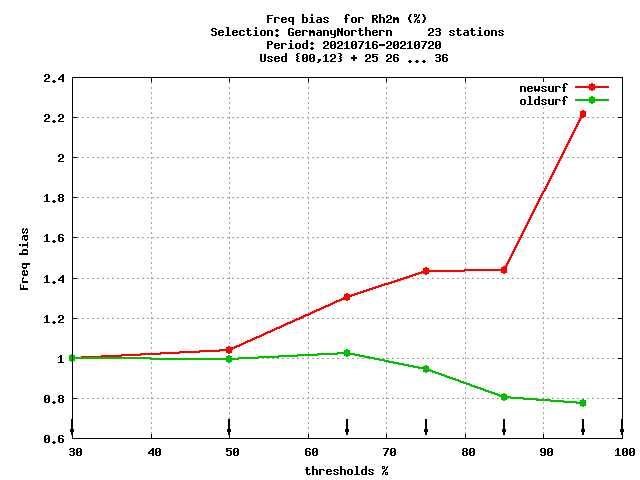 Freq bias  for Rh2m (%)
Selection: GermanyNorthern     23 stations
Period: 20210716-20210720
Used {00,12} + 25 26 ... 36
newsurf
oldsurf
2.4
2.2
2
1.8
1.6
1.4
1.2
1
0.8
0.6
Freq bias
30 40 50 60 70 80 90 100
thresholds %